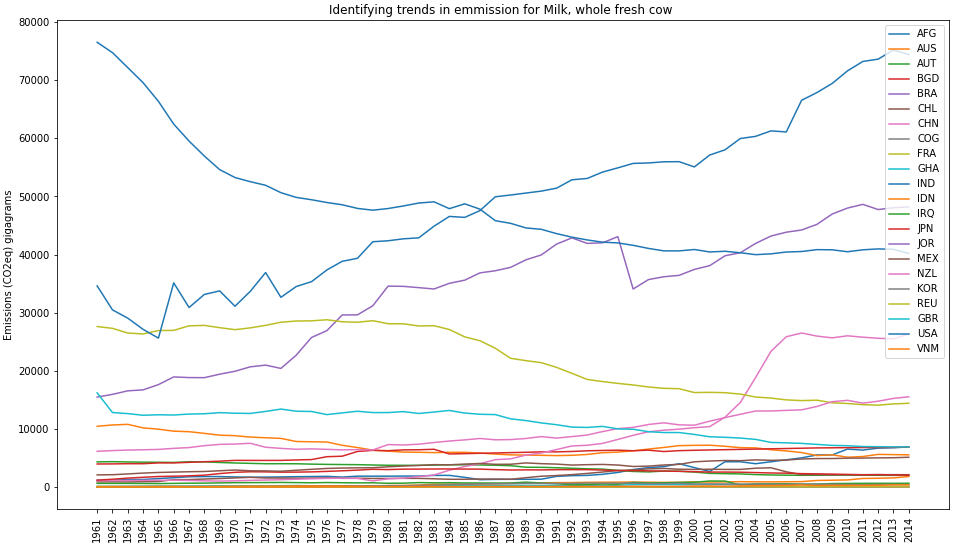 Identifying trends in emmission for Milk, whole fresh cow
Emissions (CO2eq) gigagrams
80000
70000
60000
50000
40000
30000
20000
10000
0
AFG
AUS
AUT
BGD
BRA
CHL
CHN
COG
FRA
GHA
IND
IDN
IRQ
JPN
JOR
MEX
NZL
KOR
REU
GBR
USA
VNM
1961
1962
1963
1964
1965
1966
1967
1968
1969
1970
1971
1972
1973
1974
1975
1976
1977
1978
1979
1980
1981
1982
1983
1984
1985
1986
1987
1988
1989
1990
1991
1992
1993
1994
1995
1996
1997
1998
1999
2000
2001
2002
2003
2004
2005
2006
2007
2008
2009
2010
2011
2012
2013
2014